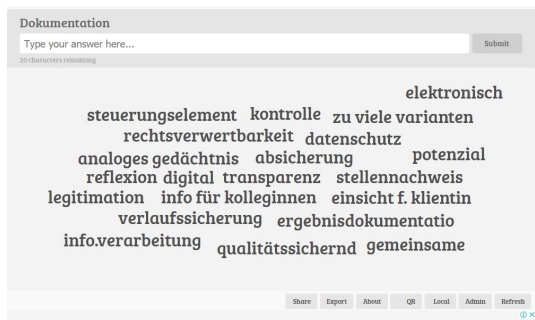 Dokumentation
Type your answer here...
Submit
20 characters remaining
elektronisch
steuerungselement kontrolle zu viele varianten
rechtsverwertbarkeit datenschutz
analoges gedächtnis absicherung potenzial
reflexion digital transparenz stellennachweis
legitimation info für kolleginnen einsicht f. klientin
verlaufssicherung ergebnisdokumentatio
info.verarbeitung qualitätssichernd gemeinsame
Share Export About QR Local Admin Refresh